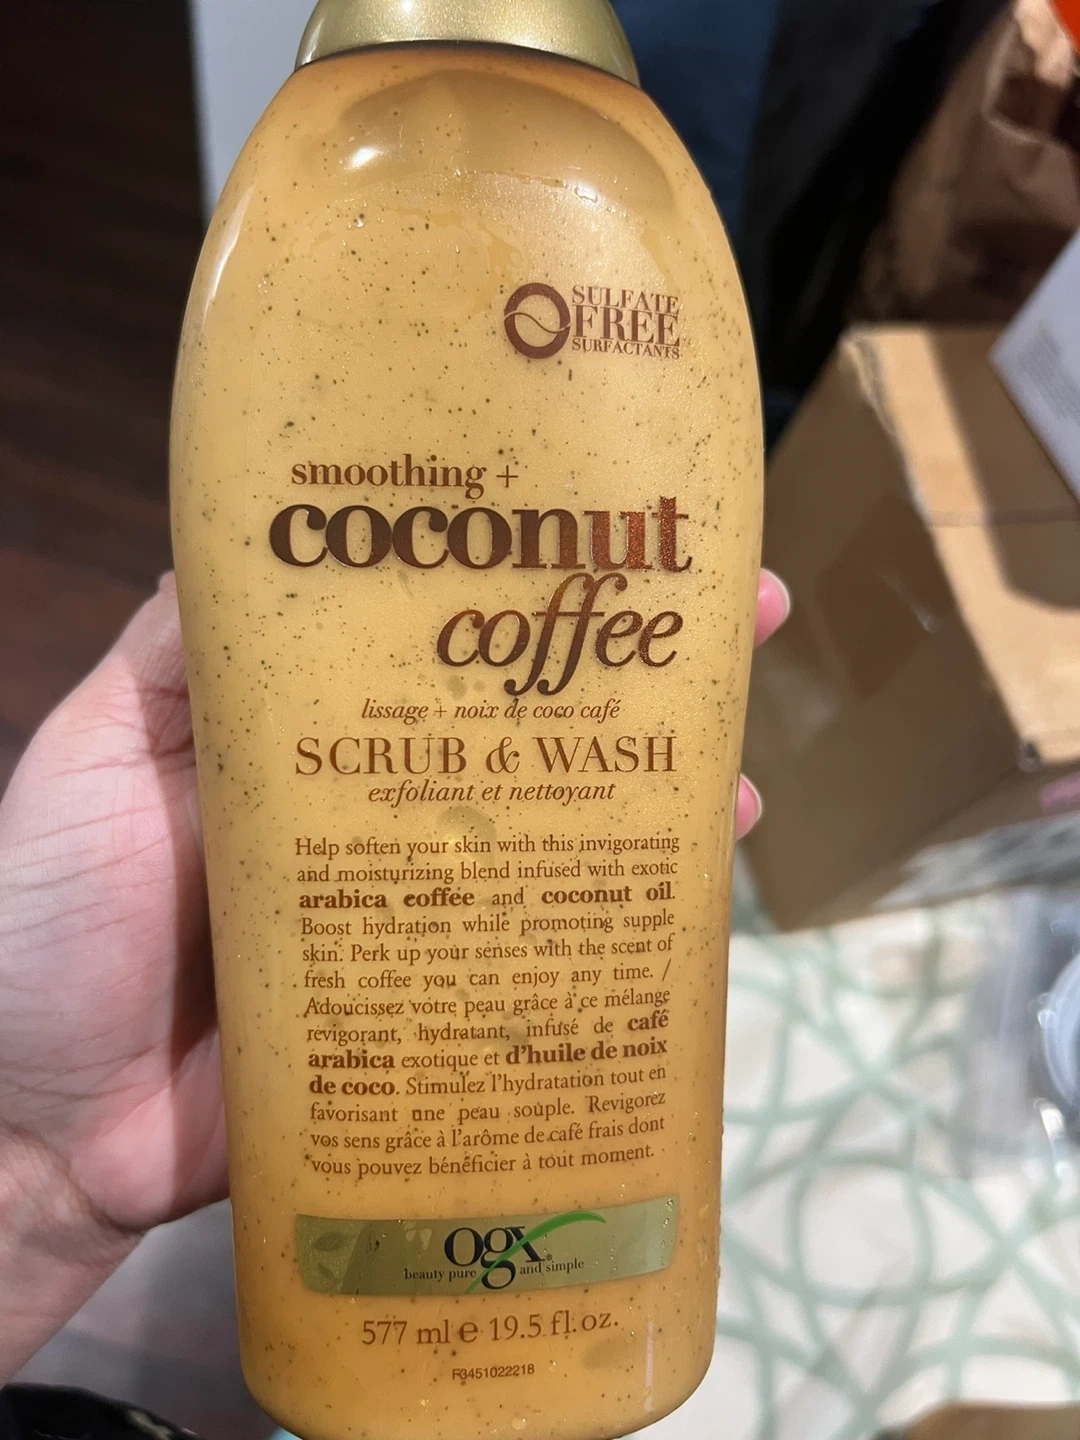 SULFATE
FREE
SURFACTANTS
smoothing +
coconut
coffee
lissage + noix de coco café
SCRUB & WASH
exfoliant et nettoyant
Help soften your skin with this invigorating
and moisturizing blend infused with exotic
arabica coffee and coconut oil.
Boost hydration while promoting supple
skin. Perk up your senses with the scent of
fresh coffee you can enjoy any time. /
Adoucissez votre peau grâce à ce mélange
revigorant, hydratant, infusé de café
arabica exotique et d'huile de noix
de coco. Stimulez l'hydratation tout en
favorisant une peau souple. Revigorez
vos sens grâce à l'arôme de café frais dont
vous pouvez bénéficier à tout moment.
ogx®
beauty pure and simple
577 ml e 19.5 fl. oz.
F3451022218